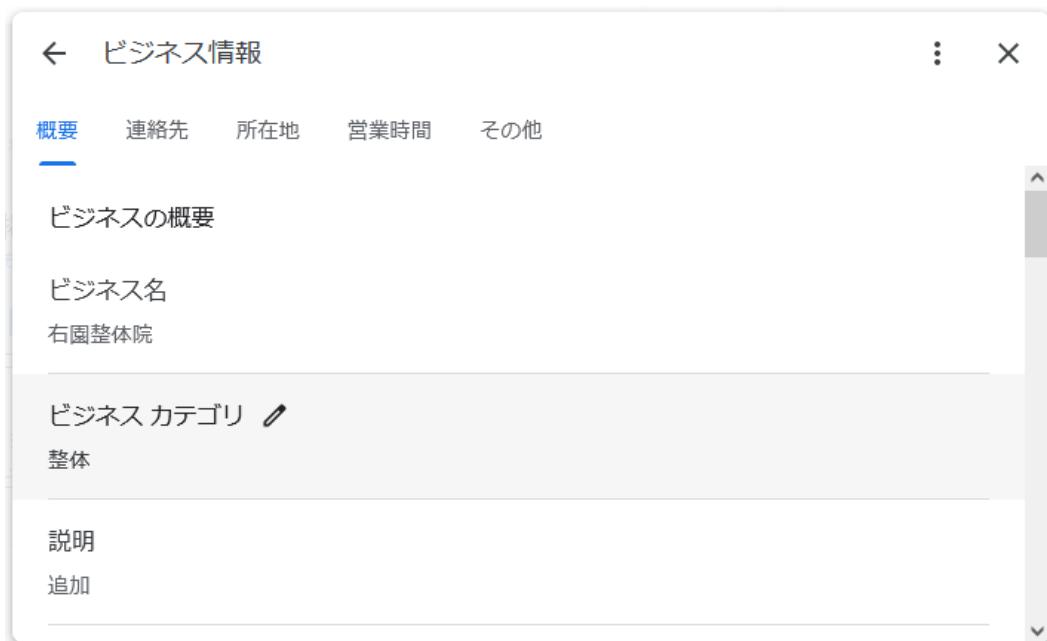 ビジネス情報
概要 連絡先 所在地 営業時間 その他
ビジネスの概要
ビジネス名
右園整体院
ビジネス カテゴリ
整体
説明
追加